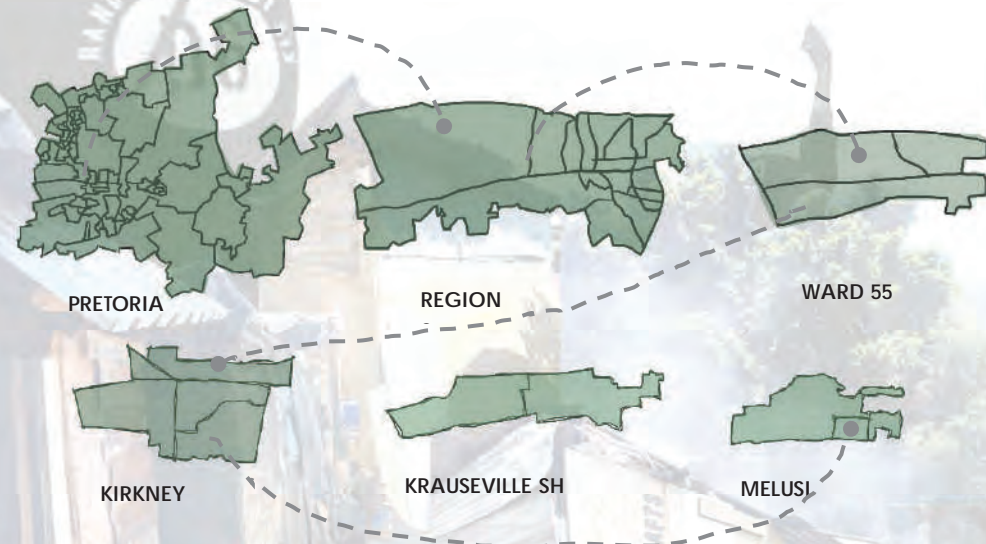 PRETORIA
REGION
WARD 55
KIRKNEY
KRAUSEVILLE SH
MELUSI